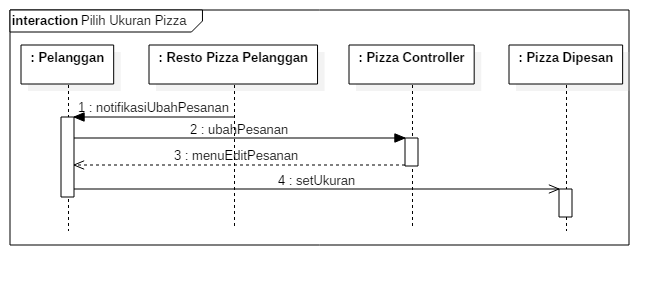 interaction Pilih Ukuran Pizza
: Pelanggan
: Resto Pizza Pelanggan
: Pizza Controller
: Pizza Dipesan
1 : notifikasiUbahPesanan
2 : ubahPesanan
3 : menuEditPesanan
4 : setUkuran